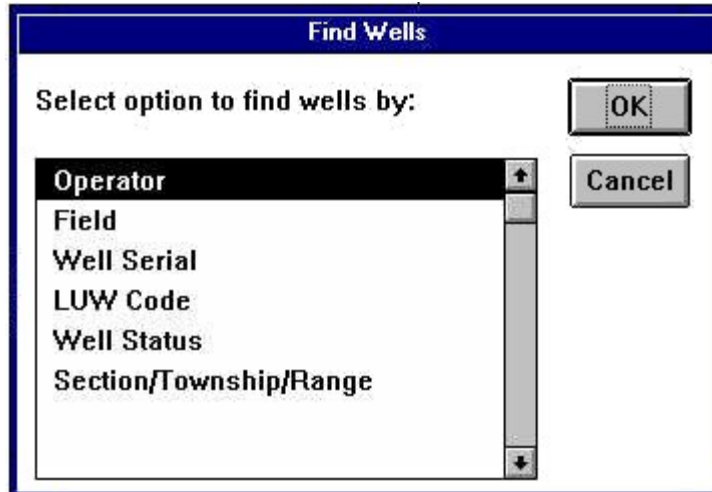 Find Wells
Select option to find wells by:
OK
Operator
Cancel
Field
Well Serial
LUW Code
Well Status
Section/Township/Range